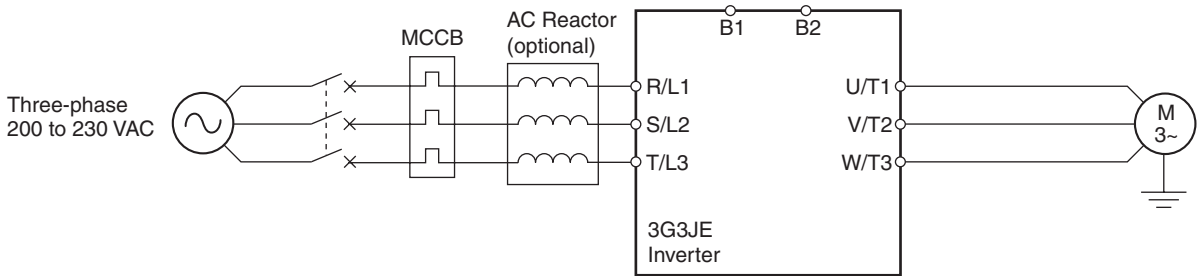 Three-phase
200 to 230 VAC
MCCB
AC Reactor
(optional)
B1
B2
R/L1
S/L2
T/L3
U/T1
V/T2
W/T3
3G3JE
Inverter
M
3~